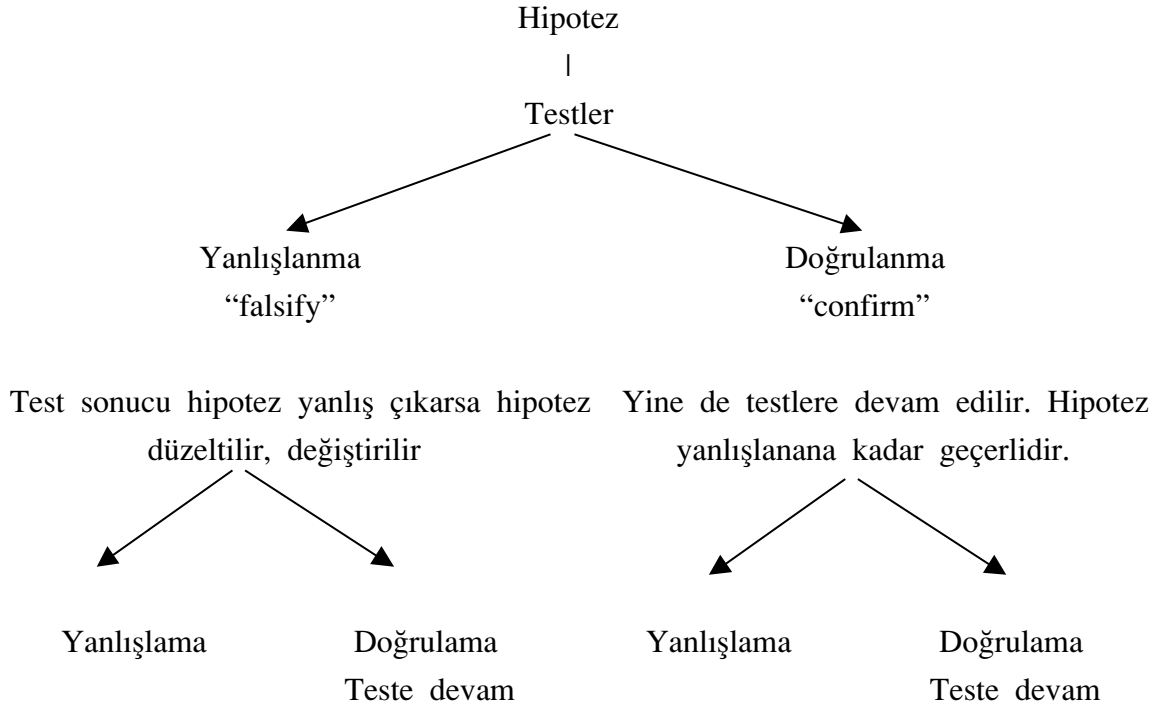 Hipotez
Testler
Yanlışlanma
“falsify”
Doğrulanma
“confirm”
Test sonucu hipotez yanlış çıkarsa hipotez
düzeltilir, değiştirilir
Yine de testlere devam edilir. Hipotez
yanlışlanana kadar geçerlidir.
Yanlışlama
Doğrulama
Teste devam
Yanlışlama
Doğrulama
Teste devam